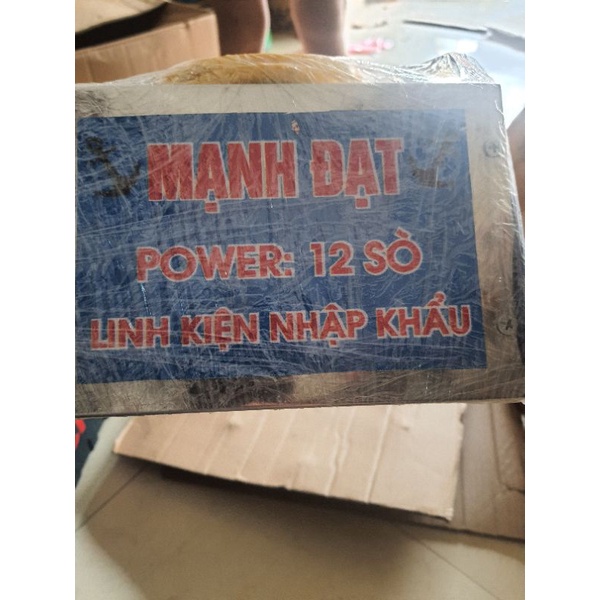 MẠNH ĐẠT
POWER: 12 SÒ
LINH KIỆN NHẬP KHẨU